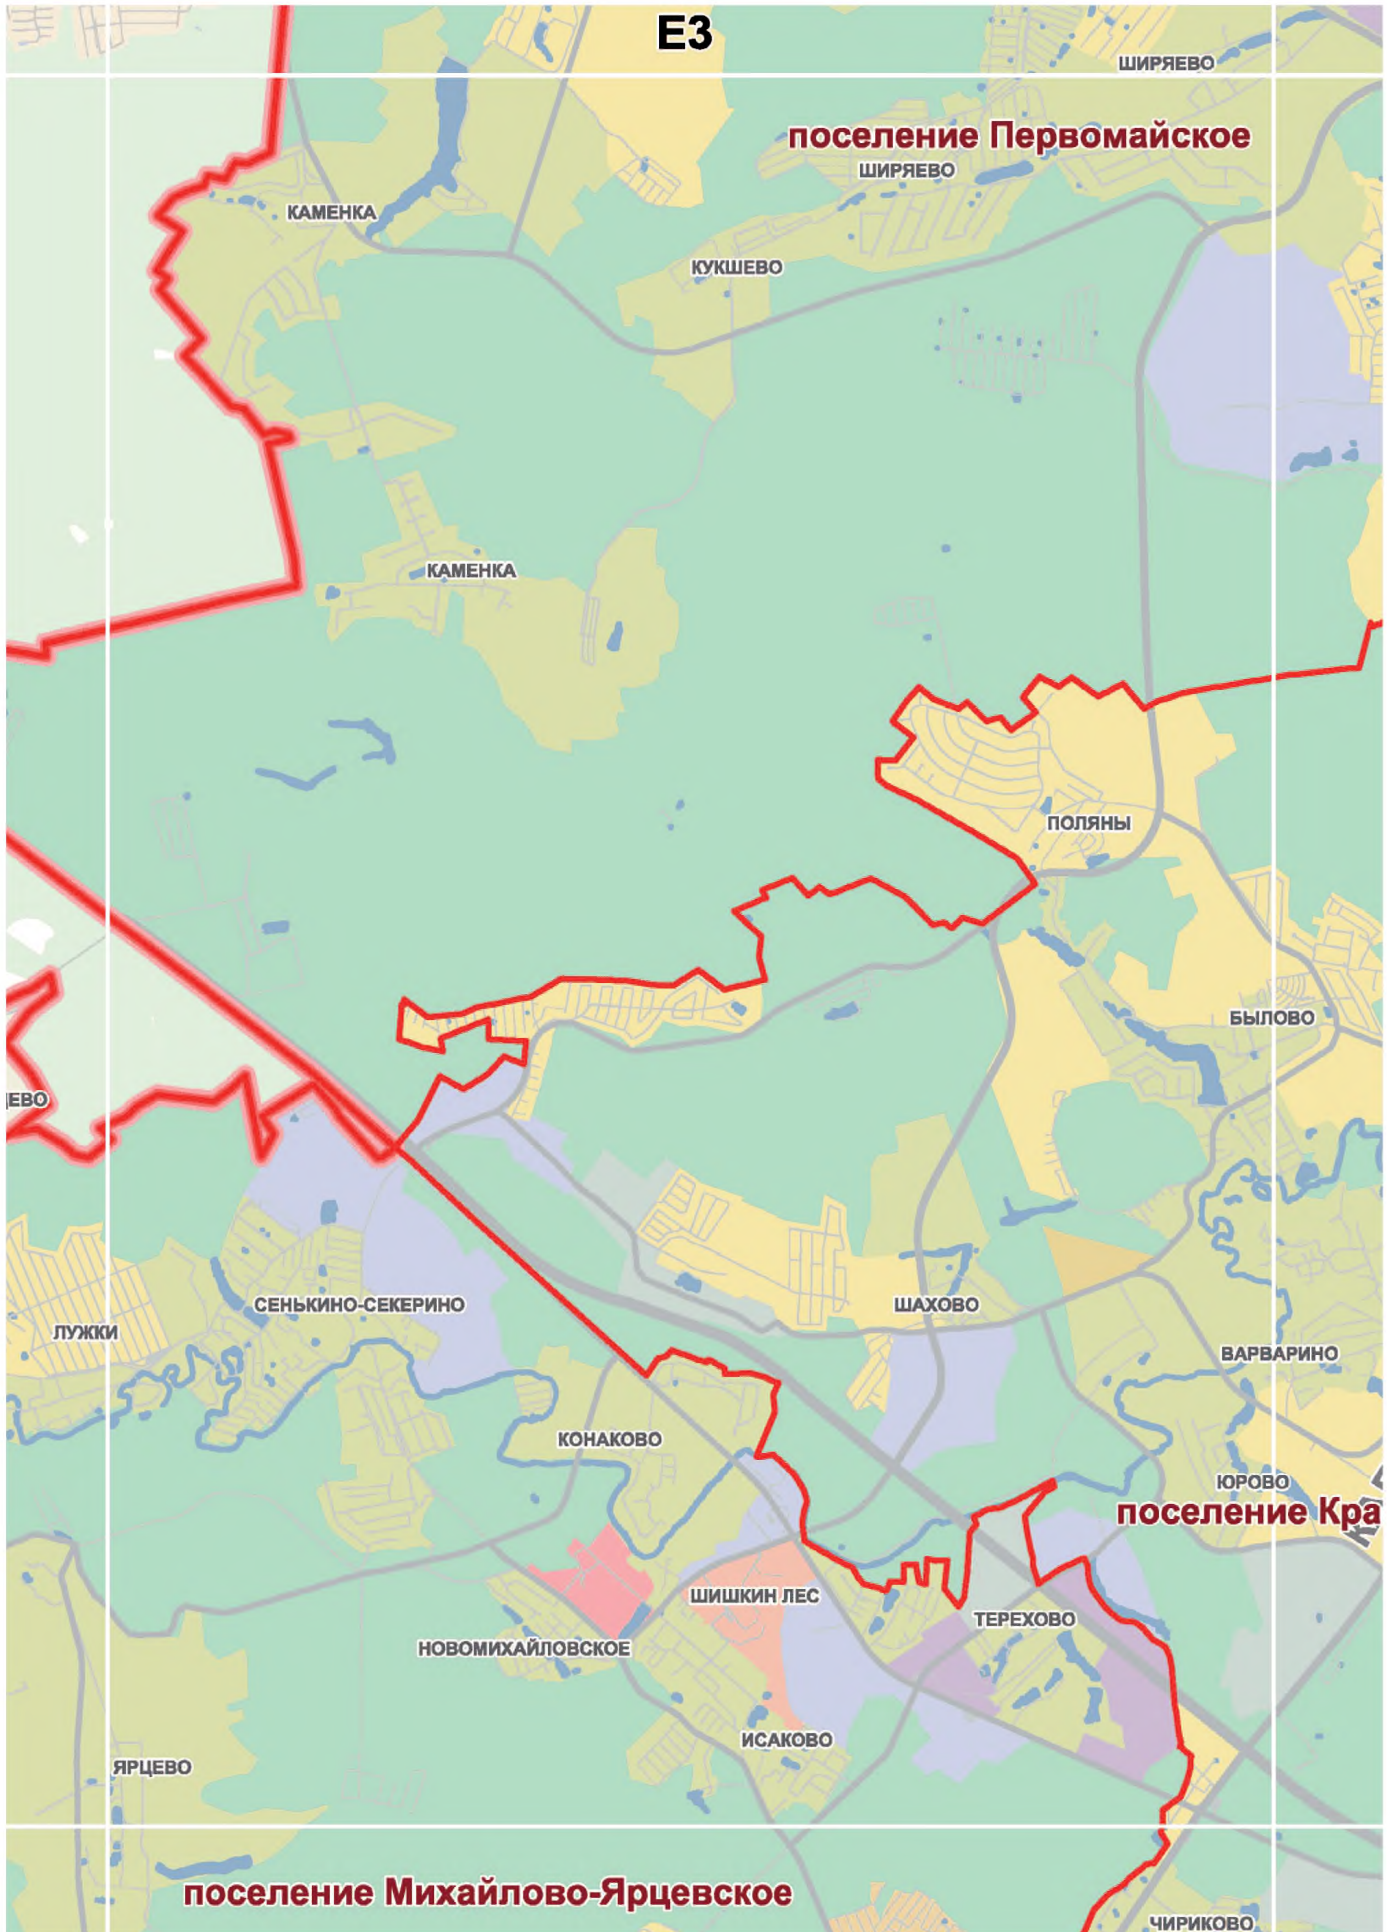 Е3
ШИРЯЕВО
поселение Первомайское
ШИРЯЕВО
КАМЕНКА
КУКШЕВО
КАМЕНКА
ПОЛЯНЫ
БЫЛОВО
ЦЕВО
ШАХОВО
СЕНЬКИНО-СЕКЕРИНО
ЛУЖКИ
ВАРВАРИНО
КОНАКОВО
ЮРОВО
поселение Кра
ШИШКИН ЛЕС
ТЕРЕХОВО
НОВОМИХАЙЛОВСКОЕ
ИСАКОВО
ЯРЦЕВО
поселение Михайлово-Ярцевское
ЧИРИКОВО